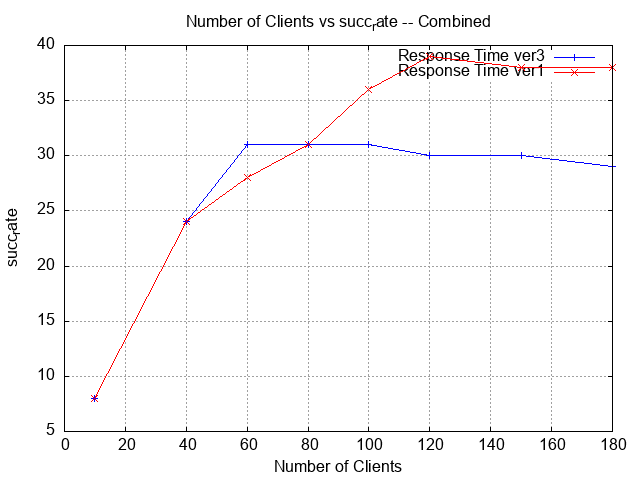 Number of Clients vs succrate -- Combined
40
35
30
25
20
15
10
5
succrate
Response Time ver3
Response Time ver1
0 20 40 60 80 100 120 140 160 180
Number of Clients